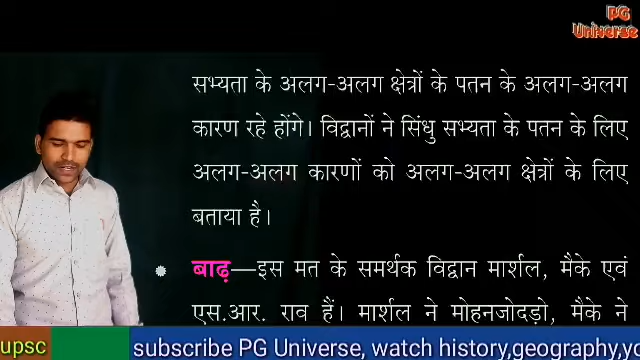 PG
Universe
सभ्यता के अलग-अलग क्षेत्रों के पतन के अलग-अलग
कारण रहे होंगे। विद्वानों ने सिंधु सभ्यता के पतन के लिए
अलग-अलग कारणों को अलग-अलग क्षेत्रों के लिए
बताया है।
बाढ़—इस मत के समर्थक विद्वान मार्शल, मैके एवं
एस.आर. राव हैं। मार्शल ने मोहनजोदड़ो, मैके ने
upsc subscribe PG Universe, watch history,geography,yo